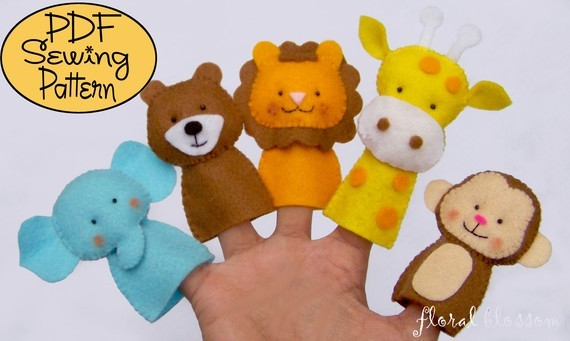 PDF
Sewing
Pattern
floral blossom